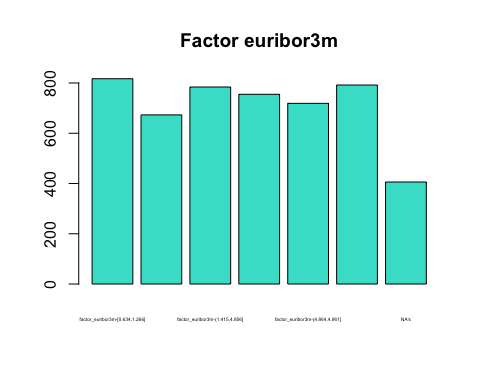 Factor euribor3m
800
600
400
200
0
factor_euribor3m-[0.634,1.266]
factor_euribor3m-(1.415,4.856]
factor_euribor3m-(4.864,4.961]
NA's